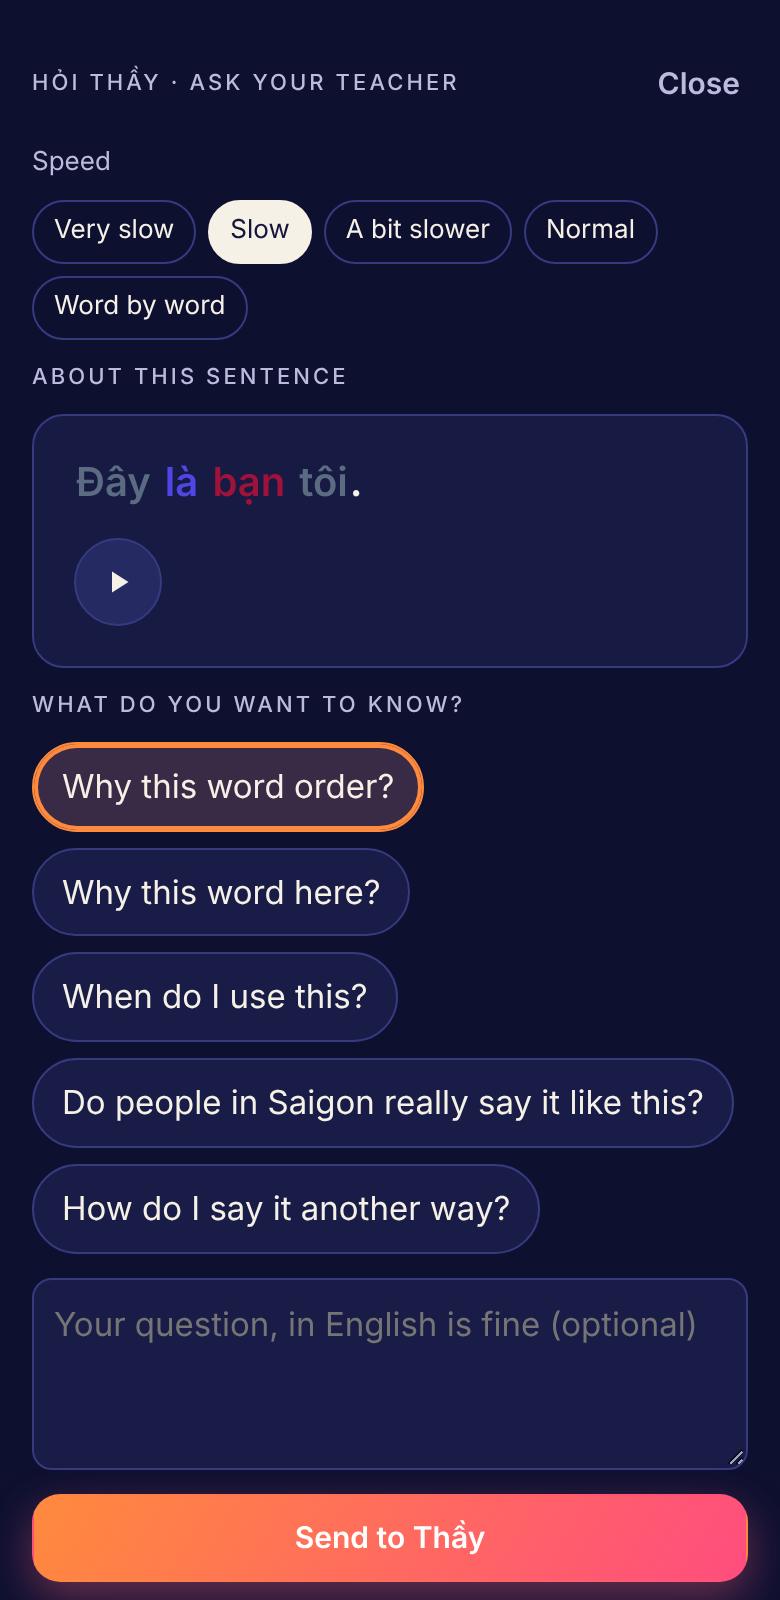 HỎI THẦY · ASK YOUR TEACHER
Close
Speed
Very slow
Slow
A bit slower
Normal
Word by word
ABOUT THIS SENTENCE
Đây là bạn tôi.
WHAT DO YOU WANT TO KNOW?
Why this word order?
Why this word here?
When do I use this?
Do people in Saigon really say it like this?
How do I say it another way?
Your question, in English is fine (optional)
Send to Thầy